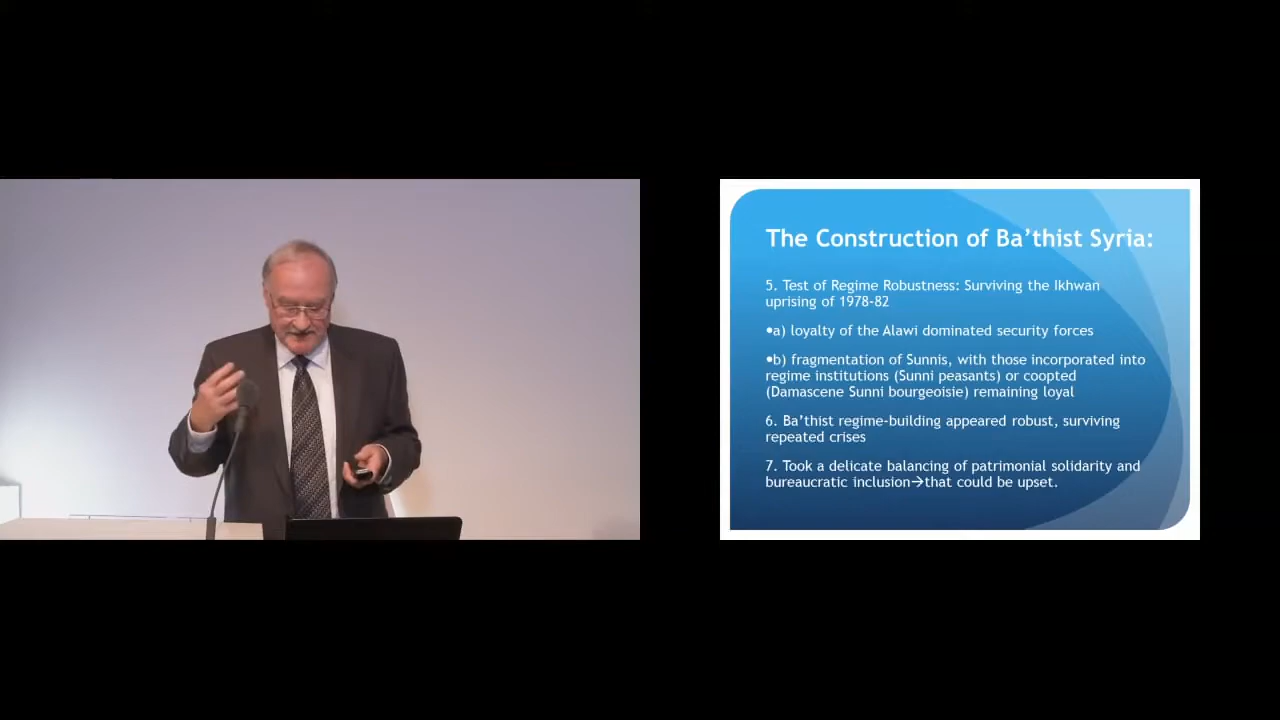 The Construction of Ba’thist Syria:
5. Test of Regime Robustness: Surviving the Ikhwan
uprising of 1978-82
•a) loyalty of the Alawi dominated security forces
•b) fragmentation of Sunnis, with those incorporated into
regime institutions (Sunni peasants) or coopted
(Damascene Sunni bourgeoisie) remaining loyal
6. Ba’thist regime-building appeared robust, surviving
repeated crises
7. Took a delicate balancing of patrimonial solidarity and
bureaucratic inclusion→that could be upset.